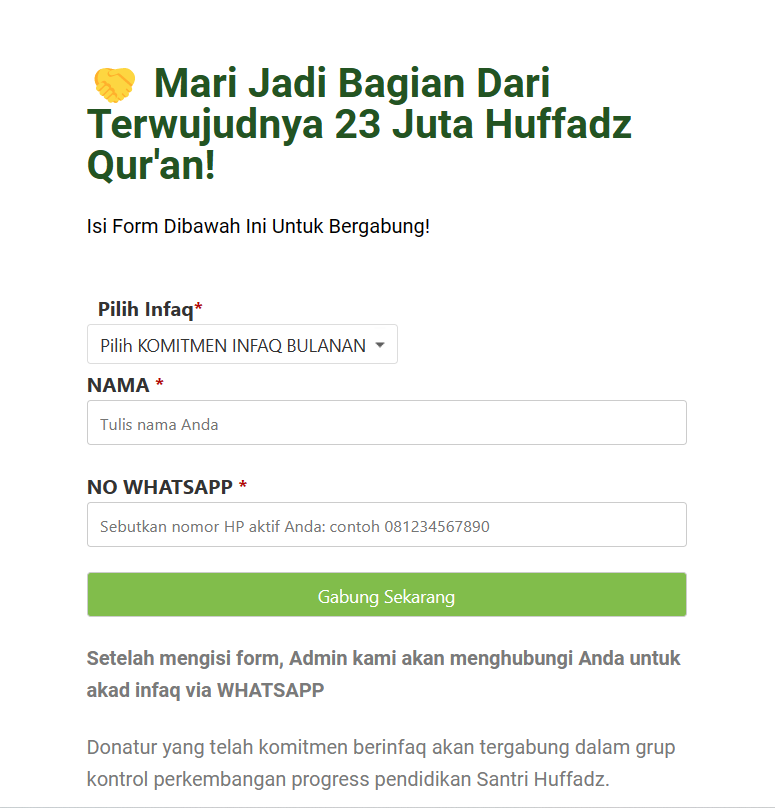 🤝 Mari Jadi Bagian Dari
Terwujudnya 23 Juta Huffadz
Qur'an!
Isi Form Dibawah Ini Untuk Bergabung!
Pilih Infaq*
Pilih KOMITMEN INFAQ BULANAN
NAMA *
Tulis nama Anda
NO WHATSAPP *
Sebutkan nomor HP aktif Anda: contoh 081234567890
Gabung Sekarang
Setelah mengisi form, Admin kami akan menghubungi Anda untuk
akad infaq via WHATSAPP
Donatur yang telah komitmen berinfaq akan tergabung dalam grup
kontrol perkembangan progress pendidikan Santri Huffadz.